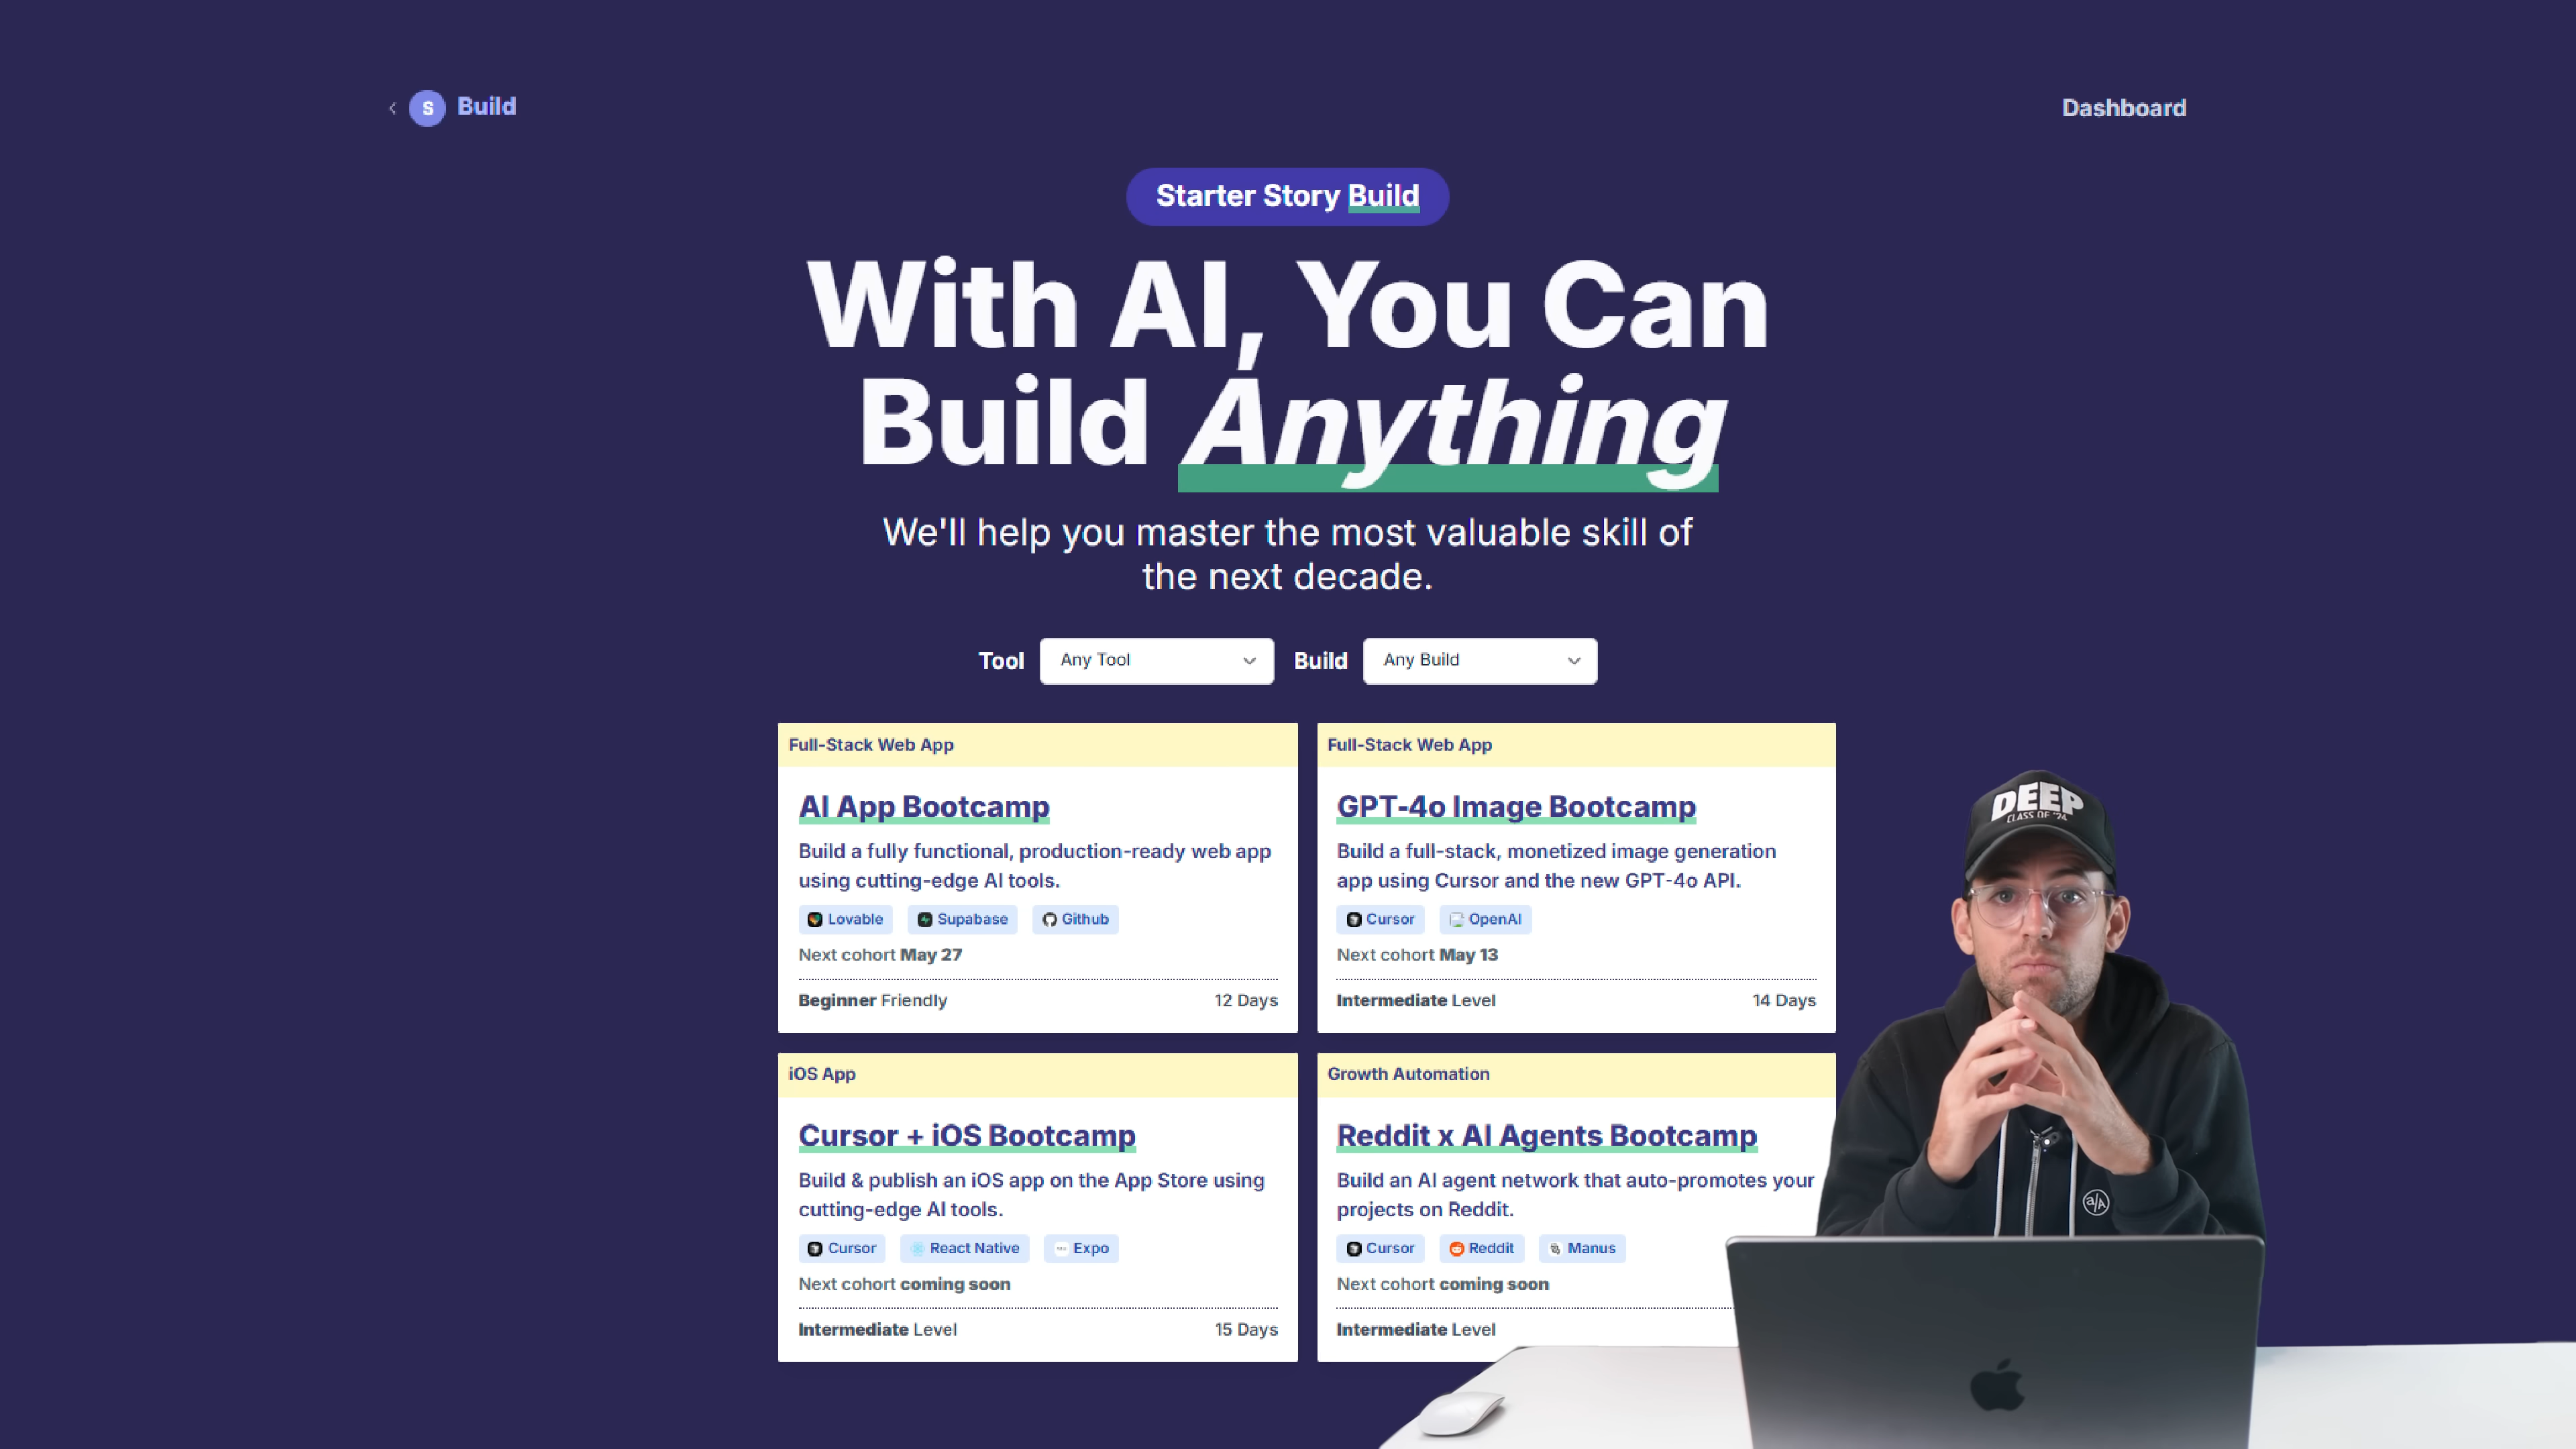 S Build
Dashboard
Starter Story Build
With AI, You Can
Build Anything
We'll help you master the most valuable skill of
the next decade.
Tool Any Tool Build Any Build
Full-Stack Web App
AI App Bootcamp
Build a fully functional, production-ready web app
using cutting-edge AI tools.
Lovable Supabase Github
Next cohort May 27
Beginner Friendly 12 Days
Full-Stack Web App
GPT-4o Image Bootcamp
Build a full-stack, monetized image generation
app using Cursor and the new GPT-4o API.
Cursor OpenAI
Next cohort May 13
Intermediate Level 14 Days
iOS App
Cursor + iOS Bootcamp
Build & publish an iOS app on the App Store using
cutting-edge AI tools.
Cursor React Native Expo
Next cohort coming soon
Intermediate Level 15 Days
Growth Automation
Reddit x AI Agents Bootcamp
Build an AI agent network that auto-promotes your
projects on Reddit.
Cursor Reddit Manus
Next cohort coming soon
Intermediate Level
DEEP
CLASS OF '24
a/A